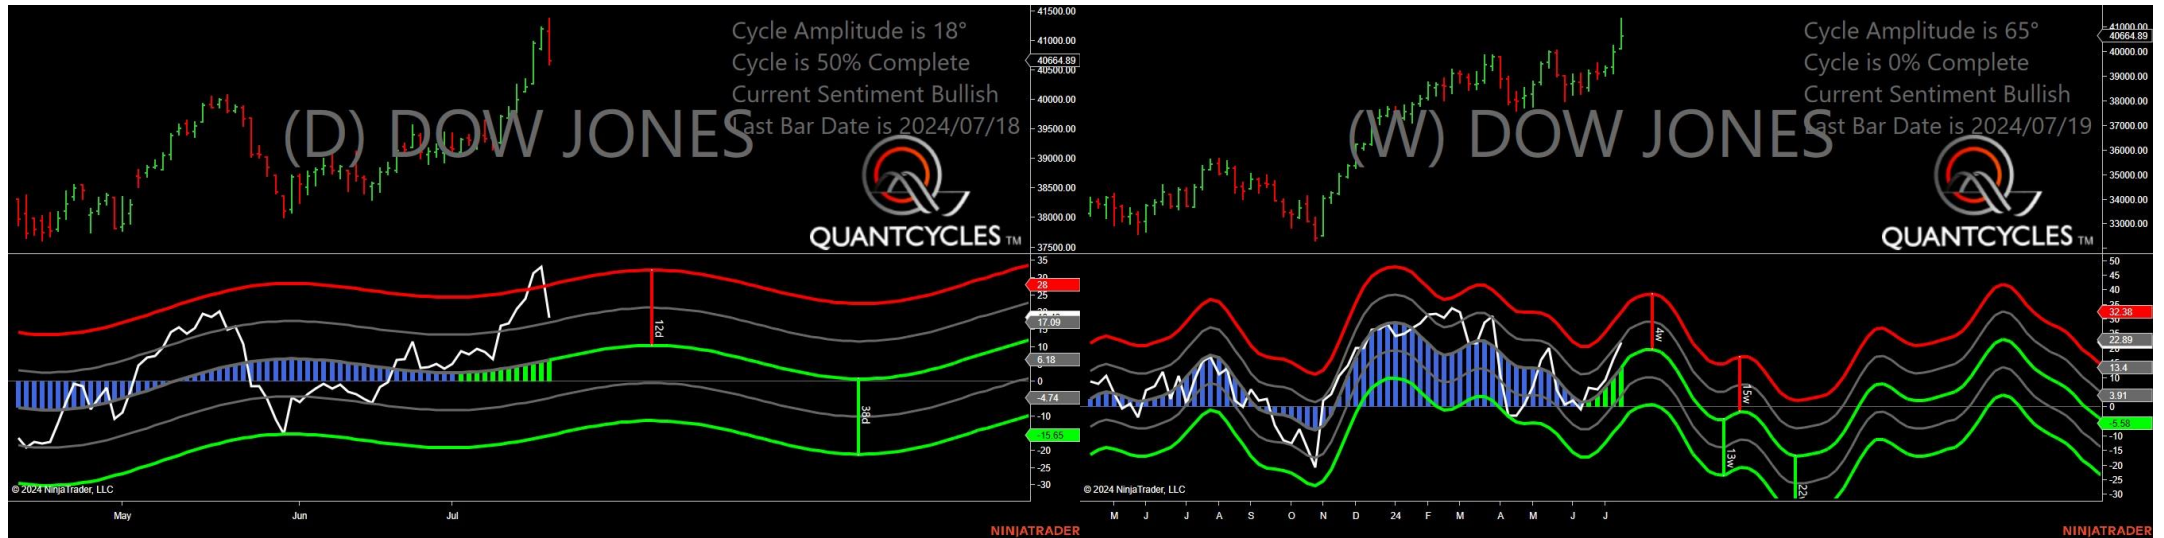 Cycle Amplitude is 18°
Cycle is 50% Complete
Current Sentiment Bullish
Last Bar Date is 2024/07/18
(D) DOW JONES
QUANTCYCLES TM
41500.00
41000.00
40664.89
40500.00
40000.00
39500.00
39000.00
38500.00
38000.00
37500.00
35
28
25
17.09
15
10
6.18
0
-4.74
-10
-15.65
-20
-25
-30
12d
38d
© 2024 NinjaTrader, LLC
May
Jun
Jul
NINJATRADER
Cycle Amplitude is 65°
Cycle is 0% Complete
Current Sentiment Bullish
Last Bar Date is 2024/07/19
(W) DOW JONES
QUANTCYCLES TM
41000.00
40664.89
40000.00
39000.00
38000.00
37000.00
36000.00
35000.00
34000.00
33000.00
50
45
40
32.38
22.89
13.4
10
3.91
0
-5.58
-10
-15
-20
-25
-30
4w
15w
13w
© 2024 NinjaTrader, LLC
M J J A S O N D 24 F M A M J J
NINJATRADER